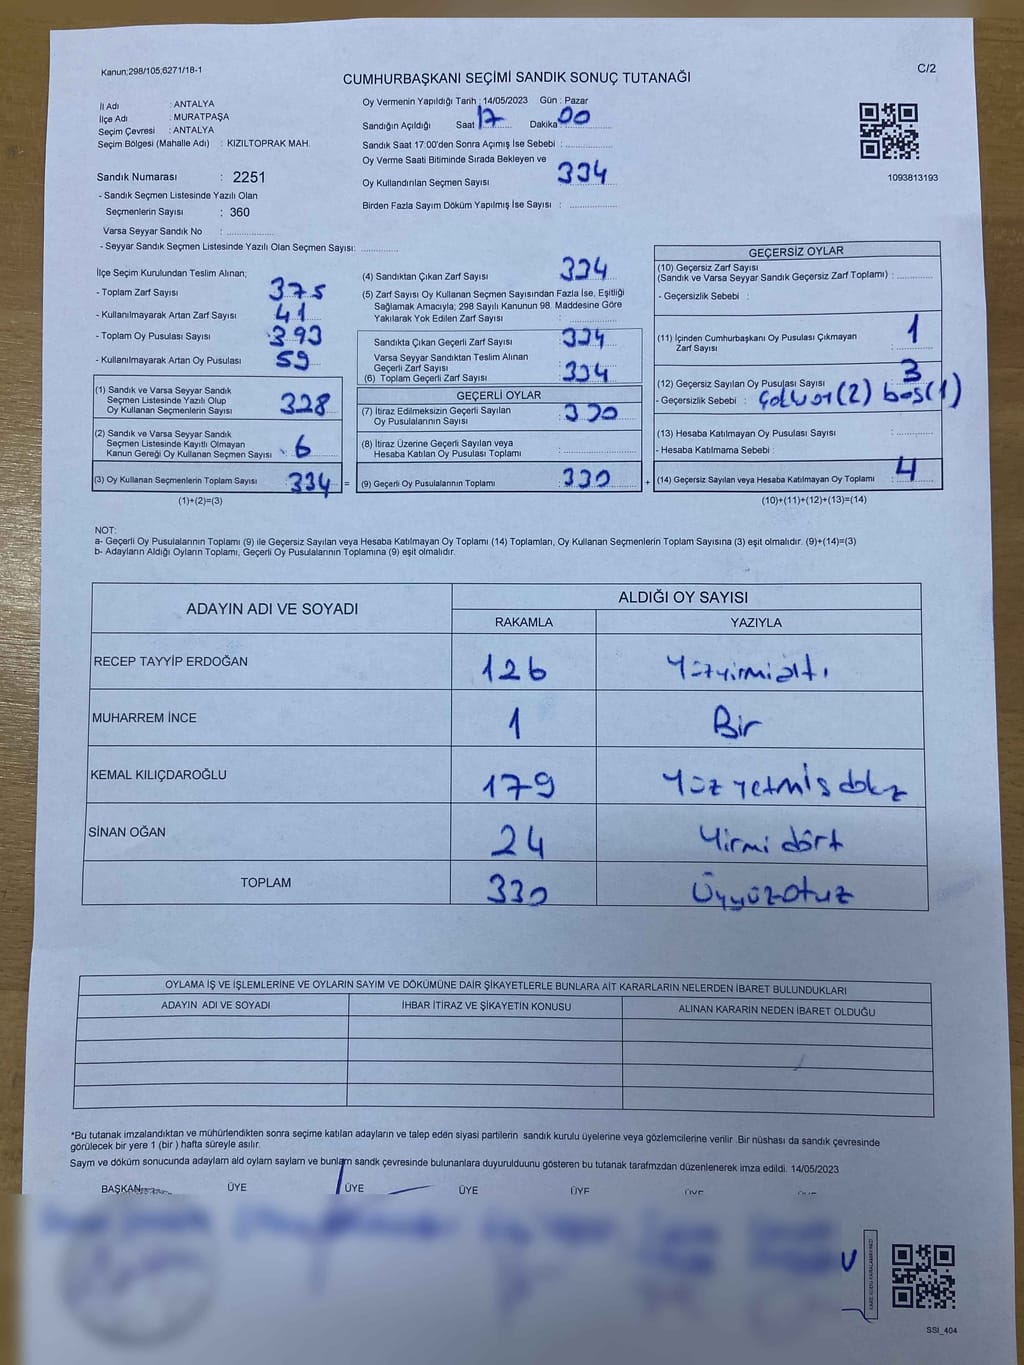 Kanun;298/105;6271/18-1
C/2
CUMHURBAŞKANI SEÇİMİ SANDIK SONUÇ TUTANAĞI
İl Adı : ANTALYA
İlçe Adı : MURATPAŞA
Seçim Çevresi : ANTALYA
Seçim Bölgesi (Mahalle Adı) : KIZILTOPRAK MAH.
Sandık Numarası : 2251
- Sandık Seçmen Listesinde Yazılı Olan
Seçmenlerin Sayısı : 360
Varsa Seyyar Sandık No :
- Seyyar Sandık Seçmen Listesinde Yazılı Olan Seçmen Sayısı:
Oy Vermenin Yapıldığı Tarih : 14/05/2023 Gün : Pazar
Sandığın Açıldığı Saat 17 Dakika 00
Sandık Saat 17:00'den Sonra Açımış İse Sebebi :
Oy Verme Saati Bitiminde Sırada Bekleyen ve
Oy Kullandırılan Seçmen Sayısı : 334
Birden Fazla Sayım Döküm Yapılmış İse Sayısı :
1093813193
İlçe Seçim Kurulundan Teslim Alınan;
- Toplam Zarf Sayısı : 375
- Kullanılmayarak Artan Zarf Sayısı : 41
- Toplam Oy Pusulası Sayısı : 393
- Kullanılmayarak Artan Oy Pusulası : 59
(1) Sandık ve Varsa Seyyar Sandık
Seçmen Listesinde Yazılı Olup
Oy Kullanan Seçmenlerin Sayısı : 328
(2) Sandık ve Varsa Seyyar Sandık
Seçmen Listesinde Kayıtlı Olmayan
Kanun Gereği Oy Kullanan Seçmen Sayısı : 6
(3) Oy Kullanan Seçmenlerin Toplam Sayısı : 334 =
(1)+(2)=(3)
(4) Sandıktan Çıkan Zarf Sayısı : 334
(5) Zarf Sayısı Oy Kullanan Seçmen Sayısından Fazla İse, Eşitliği
Sağlamak Amacıyla; 298 Sayılı Kanunun 98. Maddesine Göre
Yakılarak Yok Edilen Zarf Sayısı :
Sandıkta Çıkan Geçerli Zarf Sayısı : 334
Varsa Seyyar Sandıktan Teslim Alınan
Geçerli Zarf Sayısı :
(6) Toplam Geçerli Zarf Sayısı : 334
GEÇERLİ OYLAR
(7) İtiraz Edilmeksizin Geçerli Sayılan
Oy Pusulalarının Sayısı : 330
(8) İtiraz Üzerine Geçerli Sayılan veya
Hesaba Katılan Oy Pusulası Toplamı :
(9) Geçerli Oy Pusulalarının Toplamı : 330 +
GEÇERSİZ OYLAR
(10) Geçersiz Zarf Sayısı
(Sandık ve Varsa Seyyar Sandık Geçersiz Zarf Toplamı) :
- Geçersizlik Sebebi :
(11) İçinden Cumhurbaşkanı Oy Pusulası Çıkmayan
Zarf Sayısı : 1
(12) Geçersiz Sayılan Oy Pusulası Sayısı : 3
- Geçersizlik Sebebi : boş(1)
(13) Hesaba Katılmayan Oy Pusulası Sayısı :
- Hesaba Katılmama Sebebi :
(14) Geçersiz Sayılan veya Hesaba Katılmayan Oy Toplamı : 4
(10)+(11)+(12)+(13)=(14)
NOT:
a- Geçerli Oy Pusulalarının Toplamı (9) ile Geçersiz Sayılan veya Hesaba Katılmayan Oy Toplamı (14) Toplamları, Oy Kullanan Seçmenlerin Toplam Sayısına (3) eşit olmalıdır. (9)+(14)=(3)
b- Adayların Aldığı Oyların Toplamı, Geçerli Oy Pusulalarının Toplamına (9) eşit olmalıdır.
ADAYIN ADI VE SOYADI ALDIĞI OY SAYISI
RAKAMLA YAZIYLA
RECEP TAYYİP ERDOĞAN 126 Yüzyirmialtı
MUHARREM İNCE 1 Bir
KEMAL KILIÇDAROĞLU 179 Yüz yetmiş dokuz
SİNAN OĞAN 24 Yirmi dört
TOPLAM 330 Üçyüzotuz
OYLAMA İŞ VE İŞLEMLERİNE VE OYLARIN SAYIM VE DÖKÜMÜNE DAİR ŞİKAYETLERLE BUNLARA AİT KARARLARIN NELERDEN İBARET BULUNDUKLARI
ADAYIN ADI VE SOYADI İHBAR İTİRAZ VE ŞİKAYETİN KONUSU ALINAN KARARIN NEDEN İBARET OLDUĞU
*Bu tutanak imzalandıktan ve mühürlendikten sonra seçime katılan adayların ve talep eden siyasi partilerin sandık kurulu üyelerine veya gözlemcilerine verilir .Bir nüshası da sandık çevresinde
görülecek bir yere 1 (bir ) hafta süreyle asılır.
Sayım ve döküm sonucunda adayların ald oyların sayların ve bunların sandk çevresinde bulunanlara duyurulduunu gösteren bu tutanak tarafmzdan düzenlenerek imza edildi. 14/05/2023
BAŞKAN ÜYE ÜYE ÜYE ÜYE
SSI_404